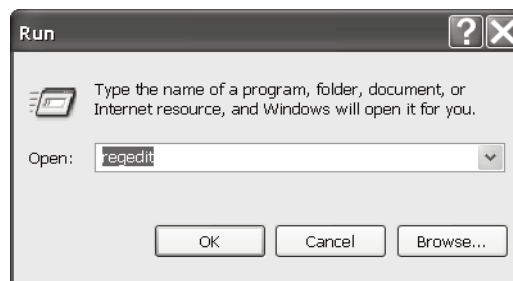 Run
Type the name of a program, folder, document, or
Internet resource, and Windows will open it for you.
Open: regedit
OK Cancel Browse...